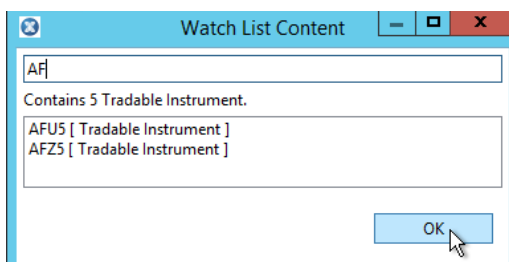 Watch List Content
AF
Contains 5 Tradable Instrument.
AFU5 [ Tradable Instrument ]
AFZ5 [ Tradable Instrument ]
OK